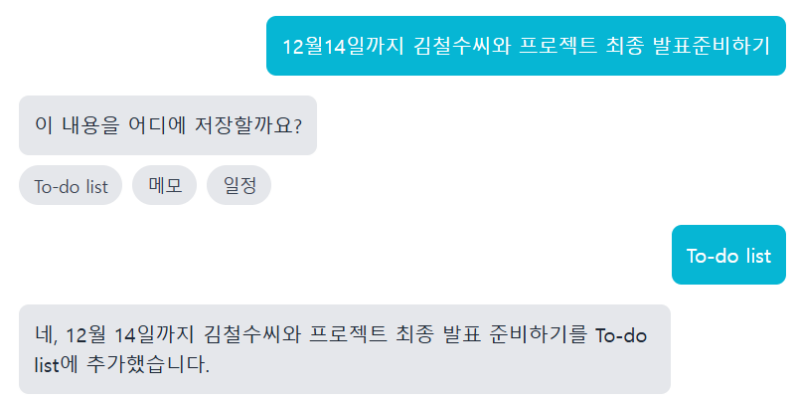 12월14일까지 김철수씨와 프로젝트 최종 발표준비하기
이 내용을 어디에 저장할까요?
To-do list 메모 일정
To-do list
네, 12월 14일까지 김철수씨와 프로젝트 최종 발표 준비하기를 To-do
list에 추가했습니다.